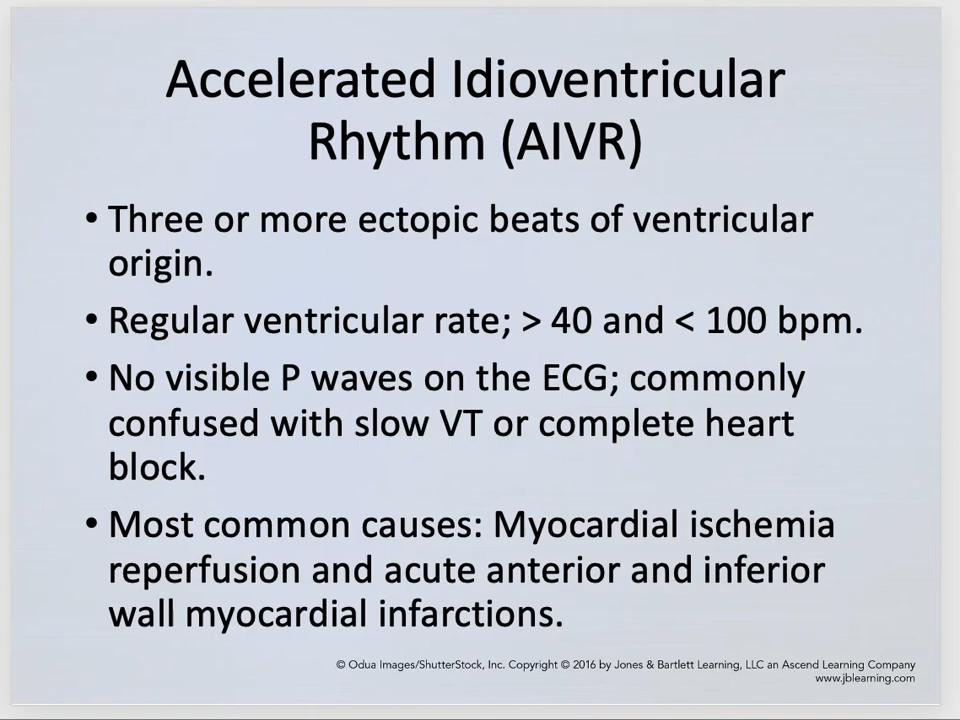 Accelerated Idioventricular
Rhythm (AIVR)
• Three or more ectopic beats of ventricular
origin.
• Regular ventricular rate; > 40 and < 100 bpm.
• No visible P waves on the ECG; commonly
confused with slow VT or complete heart
block.
• Most common causes: Myocardial ischemia
reperfusion and acute anterior and inferior
wall myocardial infarctions.
© Odua Images/ShutterStock, Inc. Copyright © 2016 by Jones & Bartlett Learning, LLC an Ascend Learning Company
www.jblearning.com